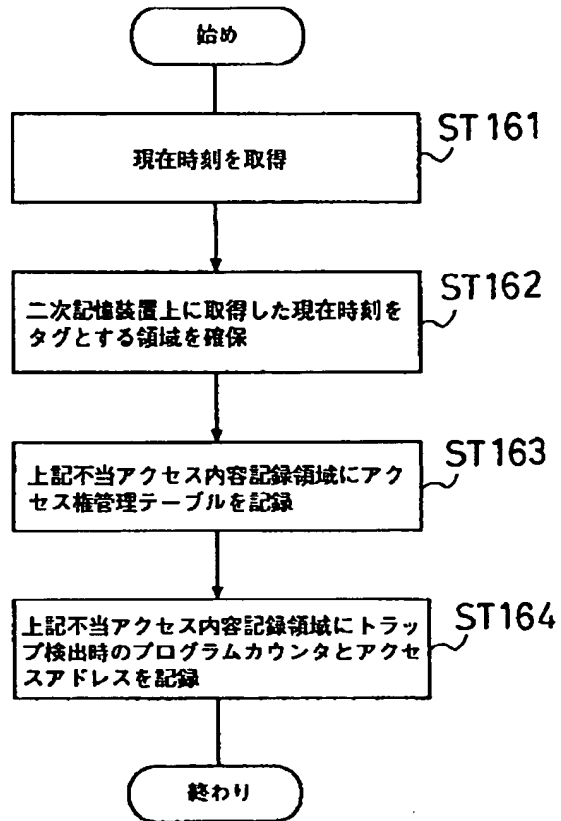 始め
ST161
現在時刻を取得
ST162
二次記憶装置上に取得した現在時刻を
タグとする領域を確保
ST163
上記不当アクセス内容記録領域にアク
セス権管理テーブルを記録
ST164
上記不当アクセス内容記録領域にトラッ
プ検出時のプログラムカウンタとアクセ
スアドレスを記録
終わり